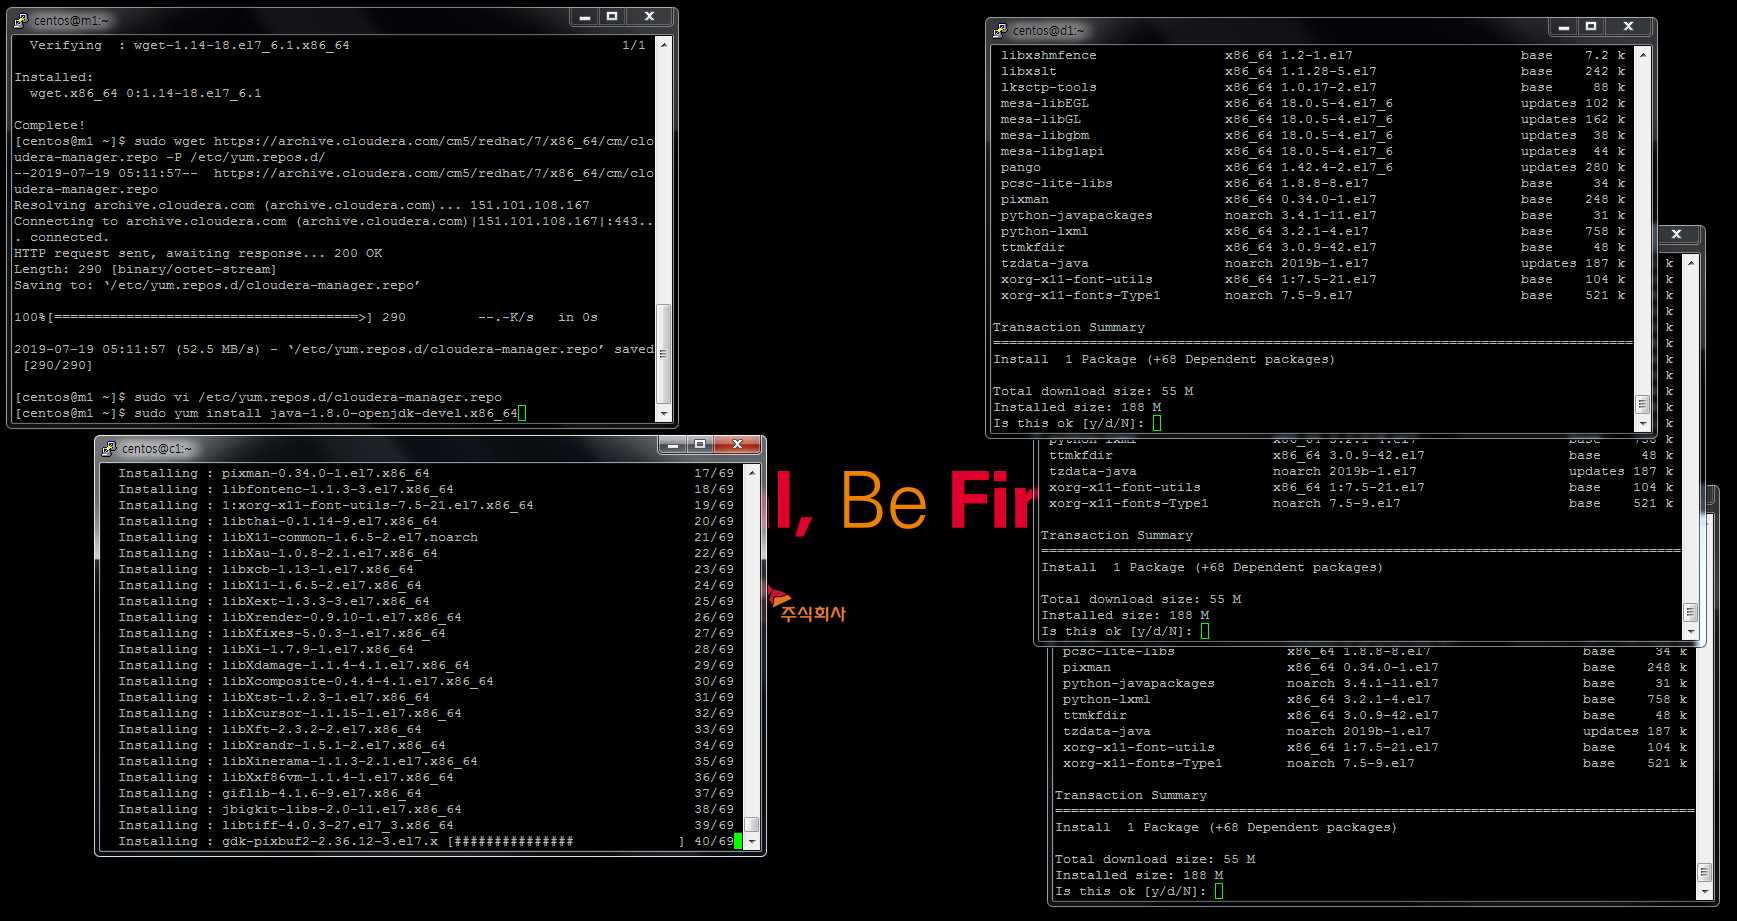 centos@m1:~
  Verifying  : wget-1.14-18.el7_6.1.x86_64                                  1/1

Installed:
  wget.x86_64 0:1.14-18.el7_6.1

Complete!
[centos@m1 ~]$ sudo wget https://archive.cloudera.com/cm5/redhat/7/x86_64/cm/clo
udera-manager.repo -P /etc/yum.repos.d/
--2019-07-19 05:11:57--  https://archive.cloudera.com/cm5/redhat/7/x86_64/cm/clo
udera-manager.repo
Resolving archive.cloudera.com (archive.cloudera.com)... 151.101.108.167
Connecting to archive.cloudera.com (archive.cloudera.com)|151.101.108.167|:443..
. connected.
HTTP request sent, awaiting response... 200 OK
Length: 290 [binary/octet-stream]
Saving to: ‘/etc/yum.repos.d/cloudera-manager.repo’

100%[======================================>] 290         --.-K/s   in 0s

2019-07-19 05:11:57 (52.5 MB/s) - ‘/etc/yum.repos.d/cloudera-manager.repo’ saved
 [290/290]

[centos@m1 ~]$ sudo vi /etc/yum.repos.d/cloudera-manager.repo
[centos@m1 ~]$ sudo yum install java-1.8.0-openjdk-devel.x86_64
centos@c1:~
  Installing : pixman-0.34.0-1.el7.x86_64                                 17/69
  Installing : libfontenc-1.1.3-3.el7.x86_64                              18/69
  Installing : 1:xorg-x11-font-utils-7.5-21.el7.x86_64                    19/69
  Installing : libthai-0.1.14-9.el7.x86_64                                20/69
  Installing : libX11-common-1.6.5-2.el7.noarch                           21/69
  Installing : libXau-1.0.8-2.1.el7.x86_64                                22/69
  Installing : libxcb-1.13-1.el7.x86_64                                   23/69
  Installing : libX11-1.6.5-2.el7.x86_64                                  24/69
  Installing : libXext-1.3.3-3.el7.x86_64                                 25/69
  Installing : libXrender-0.9.10-1.el7.x86_64                             26/69
  Installing : libXfixes-5.0.3-1.el7.x86_64                               27/69
  Installing : libXi-1.7.9-1.el7.x86_64                                   28/69
  Installing : libXdamage-1.1.4-4.1.el7.x86_64                            29/69
  Installing : libXcomposite-0.4.4-4.1.el7.x86_64                         30/69
  Installing : libXtst-1.2.3-1.el7.x86_64                                 31/69
  Installing : libXcursor-1.1.15-1.el7.x86_64                             32/69
  Installing : libXft-2.3.2-2.el7.x86_64                                  33/69
  Installing : libXrandr-1.5.1-2.el7.x86_64                               34/69
  Installing : libXinerama-1.1.3-2.1.el7.x86_64                           35/69
  Installing : libXxf86vm-1.1.4-1.el7.x86_64                              36/69
  Installing : giflib-4.1.6-9.el7.x86_64                                  37/69
  Installing : jbigkit-libs-2.0-11.el7.x86_64                             38/69
  Installing : libtiff-4.0.3-27.el7_3.x86_64                              39/69
  Installing : gdk-pixbuf2-2.36.12-3.el7.x [###############             ] 40/69
l, Be Fir
주식회사
centos@d1:~
 libxshmfence                x86_64 1.2-1.el7                     base    7.2 k
 libxslt                     x86_64 1.1.28-5.el7                  base    242 k
 lksctp-tools                x86_64 1.0.17-2.el7                  base     88 k
 mesa-libEGL                 x86_64 18.0.5-4.el7_6                updates 102 k
 mesa-libGL                  x86_64 18.0.5-4.el7_6                updates 162 k
 mesa-libgbm                 x86_64 18.0.5-4.el7_6                updates  38 k
 mesa-libglapi               x86_64 18.0.5-4.el7_6                updates  44 k
 pango                       x86_64 1.42.4-2.el7_6                updates 280 k
 pcsc-lite-libs              x86_64 1.8.8-8.el7                   base     34 k
 pixman                      x86_64 0.34.0-1.el7                  base    248 k
 python-javapackages         noarch 3.4.1-11.el7                  base     31 k
 python-lxml                 x86_64 3.2.1-4.el7                   base    758 k
 ttmkfdir                    x86_64 3.0.9-42.el7                  base     48 k
 tzdata-java                 noarch 2019b-1.el7                   updates 187 k
 xorg-x11-font-utils         x86_64 1:7.5-21.el7                  base    104 k
 xorg-x11-fonts-Type1        noarch 7.5-9.el7                     base    521 k

Transaction Summary
================================================================================
Install  1 Package (+68 Dependent packages)

Total download size: 55 M
Installed size: 188 M
Is this ok [y/d/N]:
k
k
k
k
k
k
k
k
k
k
k
 python-lxml                 x86_64 3.2.1-4.el7                   base    758 k
 ttmkfdir                    x86_64 3.0.9-42.el7                  base     48 k
 tzdata-java                 noarch 2019b-1.el7                   updates 187 k
 xorg-x11-font-utils         x86_64 1:7.5-21.el7                  base    104 k
 xorg-x11-fonts-Type1        noarch 7.5-9.el7                     base    521 k

Transaction Summary
================================================================================
Install  1 Package (+68 Dependent packages)

Total download size: 55 M
Installed size: 188 M
Is this ok [y/d/N]:
 pcsc-lite-libs              x86_64 1.8.8-8.el7                   base     34 k
 pixman                      x86_64 0.34.0-1.el7                  base    248 k
 python-javapackages         noarch 3.4.1-11.el7                  base     31 k
 python-lxml                 x86_64 3.2.1-4.el7                   base    758 k
 ttmkfdir                    x86_64 3.0.9-42.el7                  base     48 k
 tzdata-java                 noarch 2019b-1.el7                   updates 187 k
 xorg-x11-font-utils         x86_64 1:7.5-21.el7                  base    104 k
 xorg-x11-fonts-Type1        noarch 7.5-9.el7                     base    521 k

Transaction Summary
================================================================================
Install  1 Package (+68 Dependent packages)

Total download size: 55 M
Installed size: 188 M
Is this ok [y/d/N]: